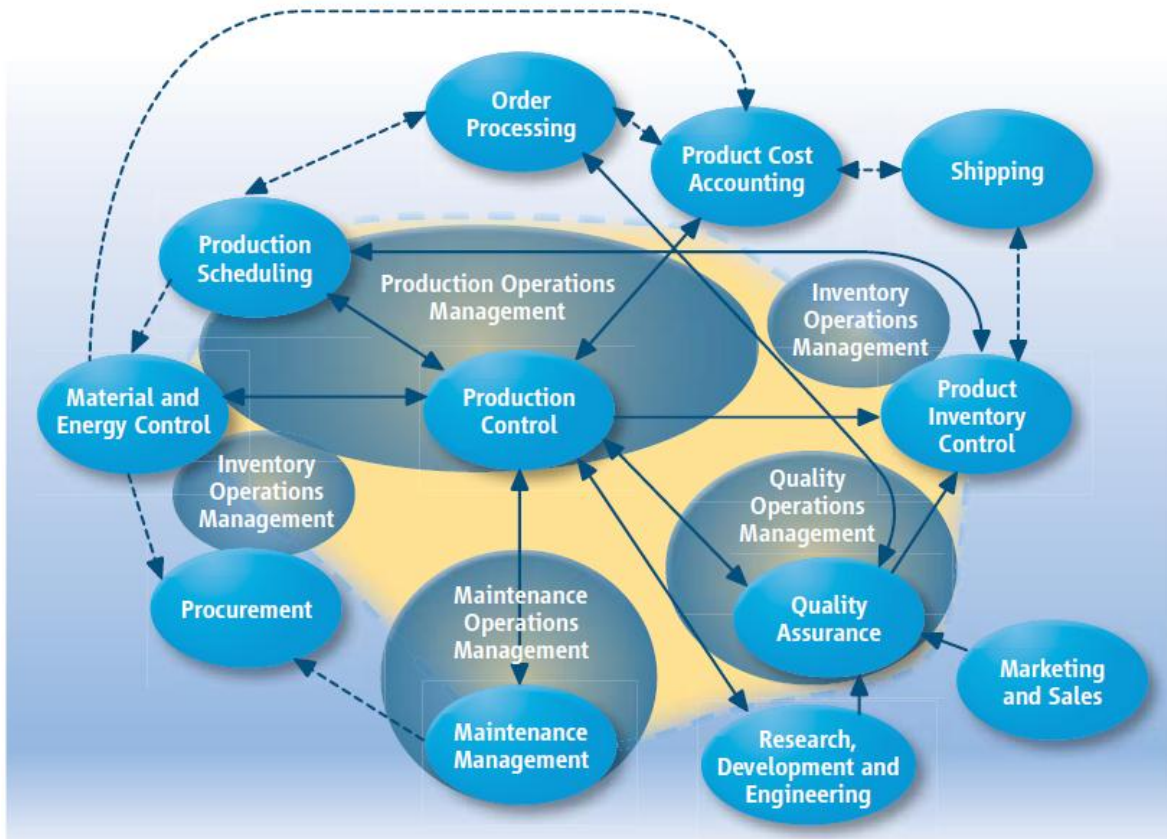 Order
Processing
Product Cost
Accounting
Shipping
Production
Scheduling
Production Operations
Management
Inventory
Operations
Management
Material and
Energy Control
Production
Control
Product
Inventory
Control
Inventory
Operations
Management
Quality
Operations
Management
Procurement
Maintenance
Operations
Management
Quality
Assurance
Marketing
and Sales
Maintenance
Management
Research,
Development and
Engineering